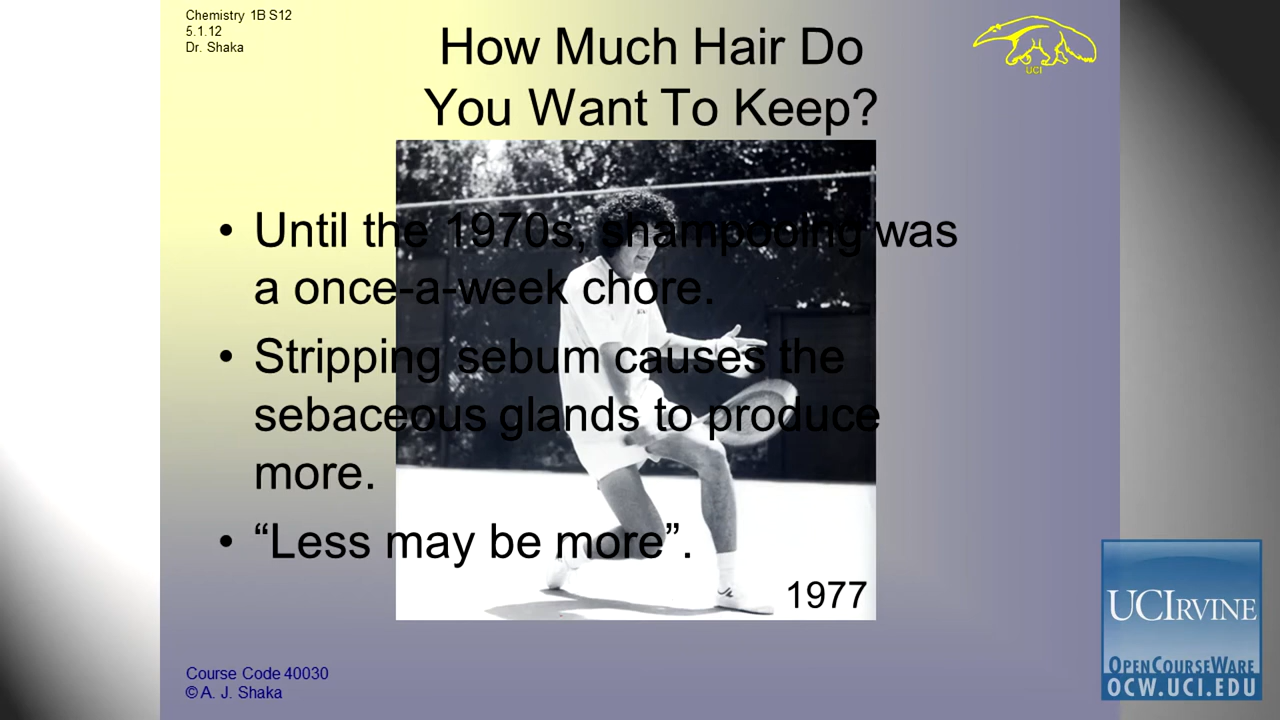 Chemistry 1B S12
5.1.12
Dr. Shaka
How Much Hair Do
You Want To Keep?
UCI
• Until the 1970s, shampooing was
a once-a-week chore.
• Stripping sebum causes the
sebaceous glands to produce
more.
• “Less may be more”.
1977
Course Code 40030
© A. J. Shaka
UCIRVINE
OPENCOURSEWARE
OCW.UCI.EDU